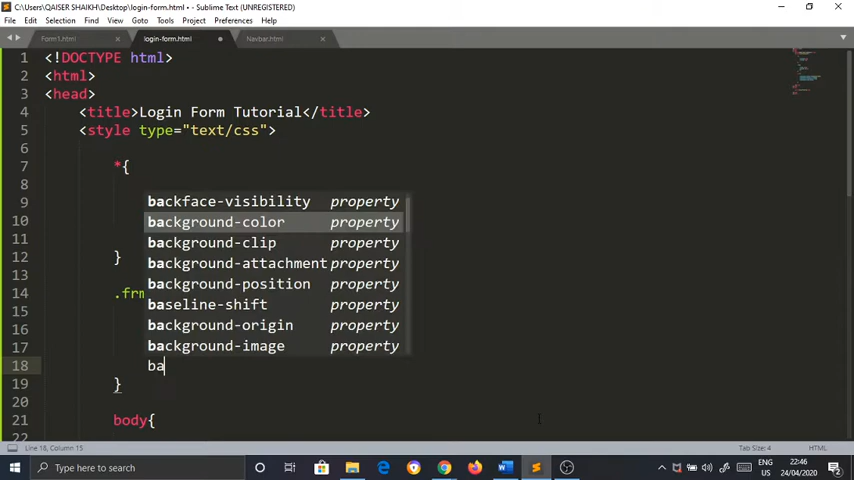 C:\Users\QAISER SHAIKH\Desktop\login-form.html • - Sublime Text (UNREGISTERED)
File Edit Selection Find View Goto Tools Project Preferences Help
Form1.html login-form.html Navbar.html
1 <!DOCTYPE html>
2 <html>
3 <head>
4 <title>Login Form Tutorial</title>
5 <style type="text/css">
6
7 *{
8
9 backface-visibility property
10 background-color property
11 background-clip property
12 } background-attachment property
13 background-position property
14 .frm baseline-shift property
15
16 background-origin property
17 background-image property
18 ba
19 }
20
21 body{
22
Line 18, Column 15 Tab Size: 4 HTML
Type here to search
ENG 22:46
US 24/04/2020
2